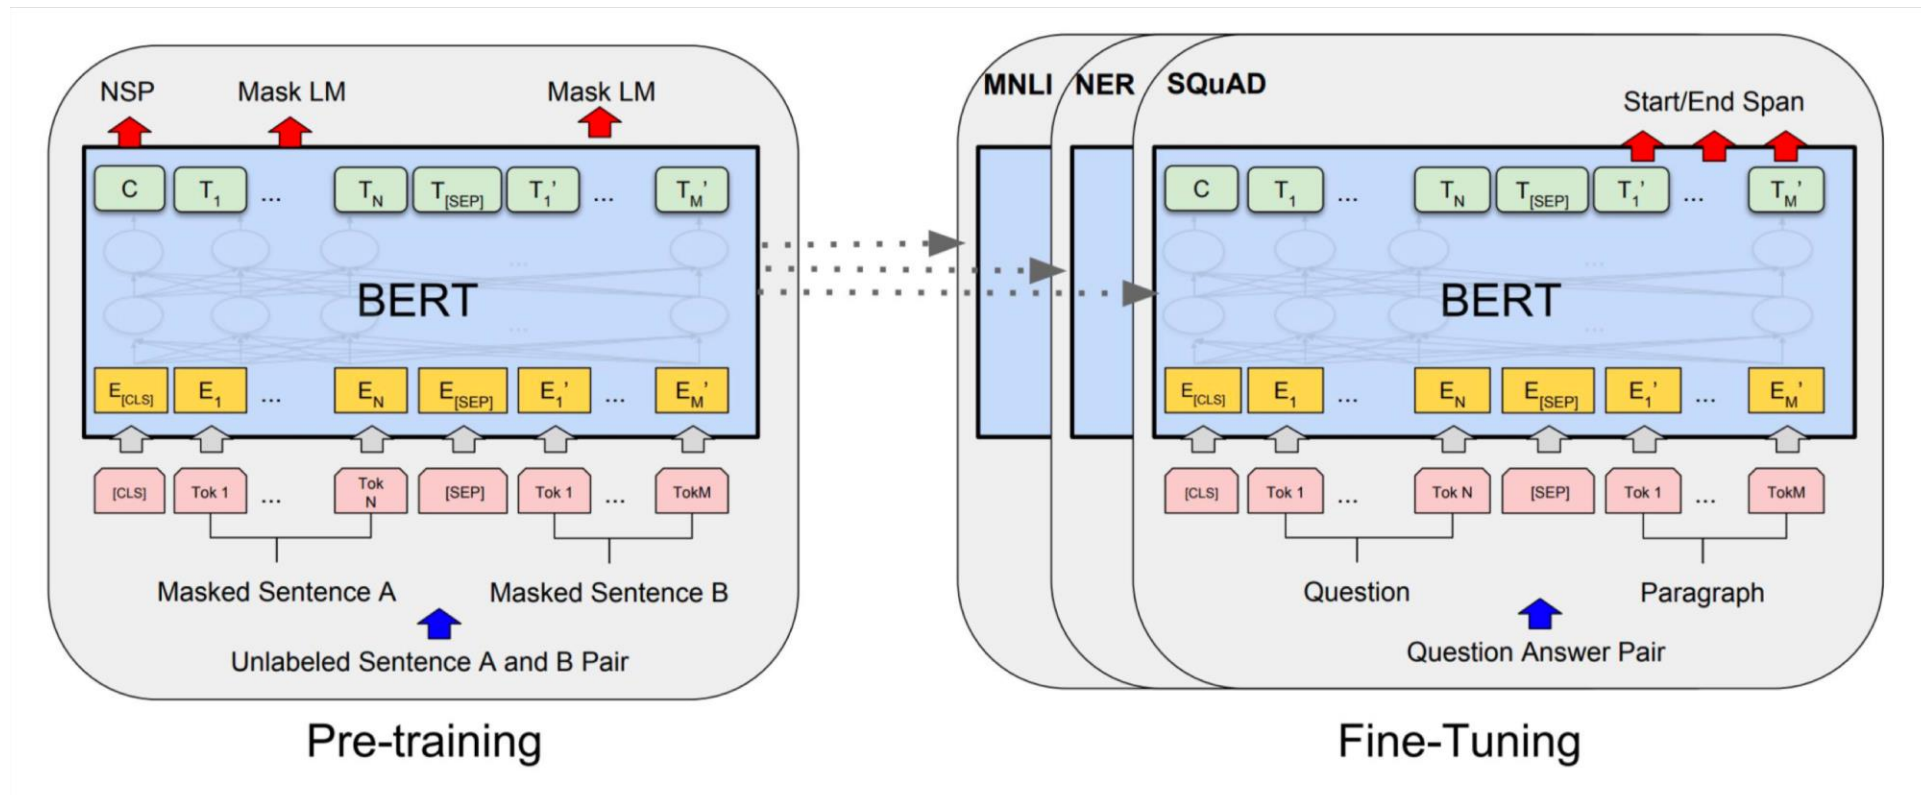 NSP Mask LM Mask LM
C T1 ... TN T[SEP] T1' ... TM'
...
BERT
...
E[CLS] E1 ... EN E[SEP] E1' ... EM'
[CLS] Tok 1 ... Tok N [SEP] Tok 1 ... TokM
Masked Sentence A Masked Sentence B
Unlabeled Sentence A and B Pair
Pre-training
MNLI NER SQuAD
Start/End Span
C T1 ... TN T[SEP] T1' ... TM'
...
BERT
...
E[CLS] E1 ... EN E[SEP] E1' ... EM'
[CLS] Tok 1 ... Tok N [SEP] Tok 1 ... TokM
Question Paragraph
Question Answer Pair
Fine-Tuning